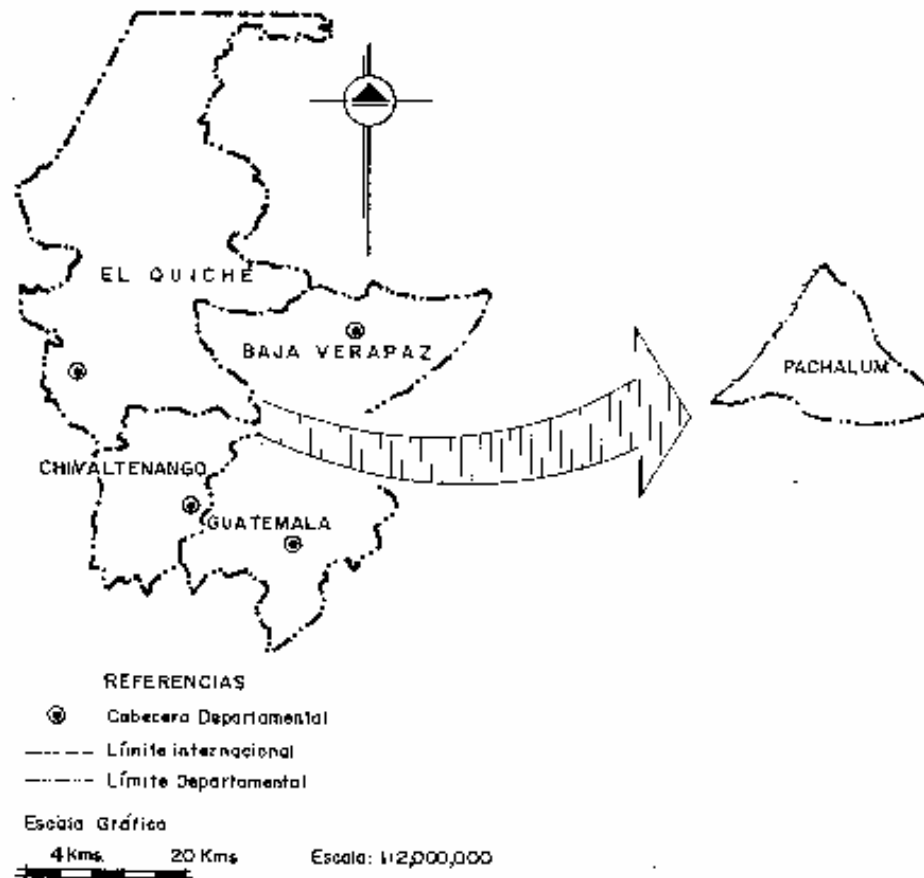 EL QUICHE
BAJA VERAPAZ
PACHALUM
CHIMALTENANGO
GUATEMALA
REFERENCIAS
Cabecera Departamental
Límite internacional
Límite Departamental
Escala Gráfica
4 Kms. 20 Kms
Escala: 1:2,000,000